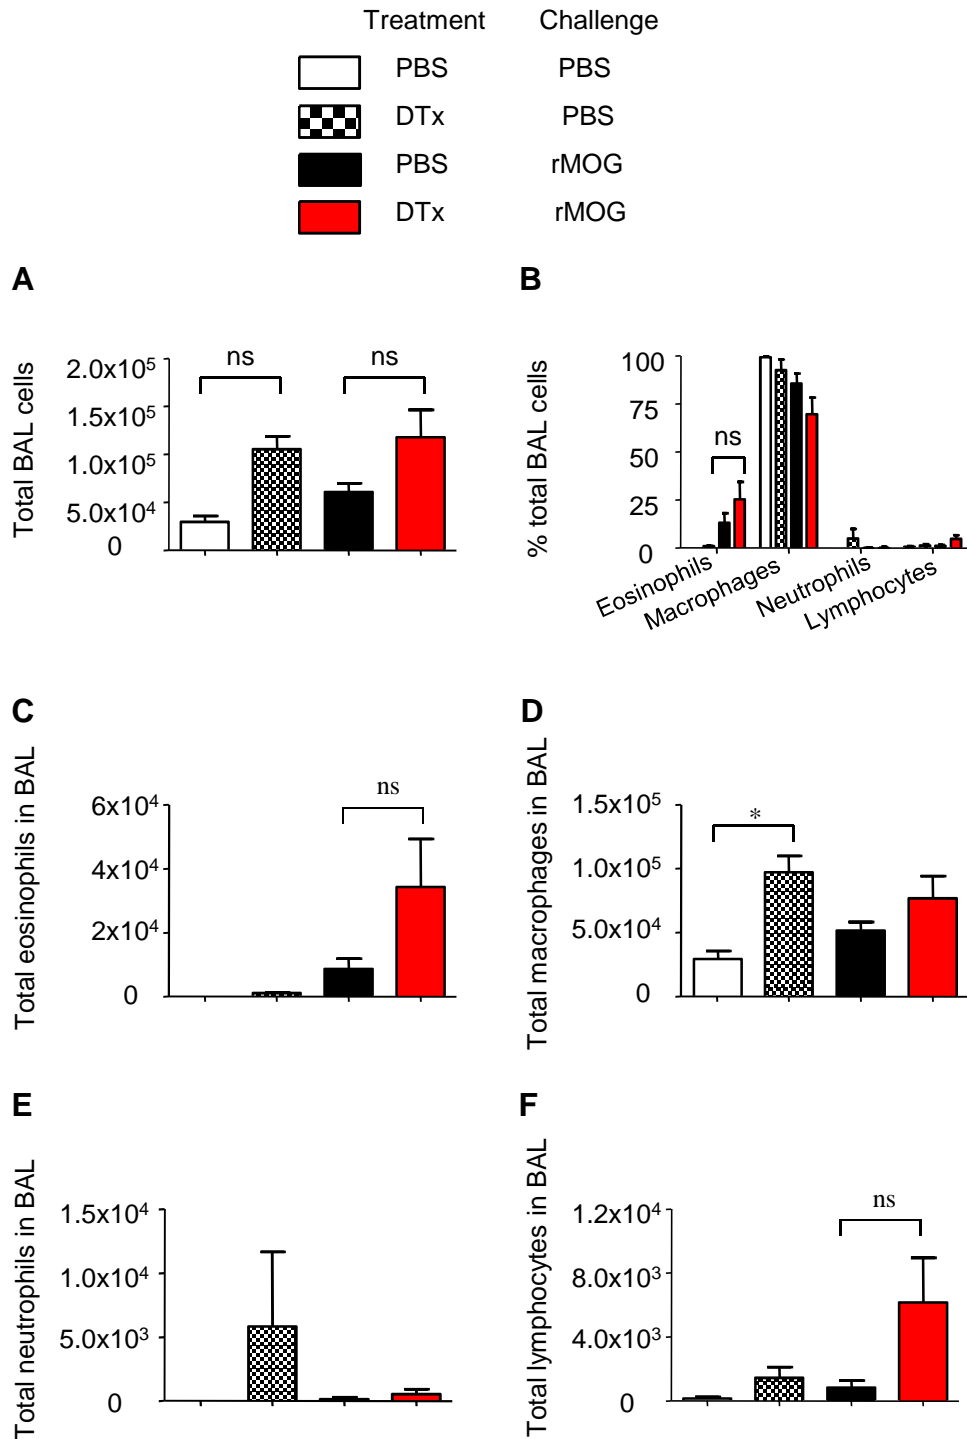 Treatment Challenge
PBS PBS
DTx PBS
PBS rMOG
DTx rMOG
A
Total BAL cells
2.0x10⁵
1.5x10⁵
1.0x10⁵
5.0x10⁴
0
ns ns
B
% total BAL cells
100
75
50
25
0
ns
Eosinophils
Macrophages
Neutrophils
Lymphocytes
C
Total eosinophils in BAL
6x10⁴
4x10⁴
2x10⁴
0
ns
D
Total macrophages in BAL
1.5x10⁵
1.0x10⁵
5.0x10⁴
0
*
E
Total neutrophils in BAL
1.5x10⁴
1.0x10⁴
5.0x10³
0
F
Total lymphocytes in BAL
1.2x10⁴
8.0x10³
4.0x10³
0
ns